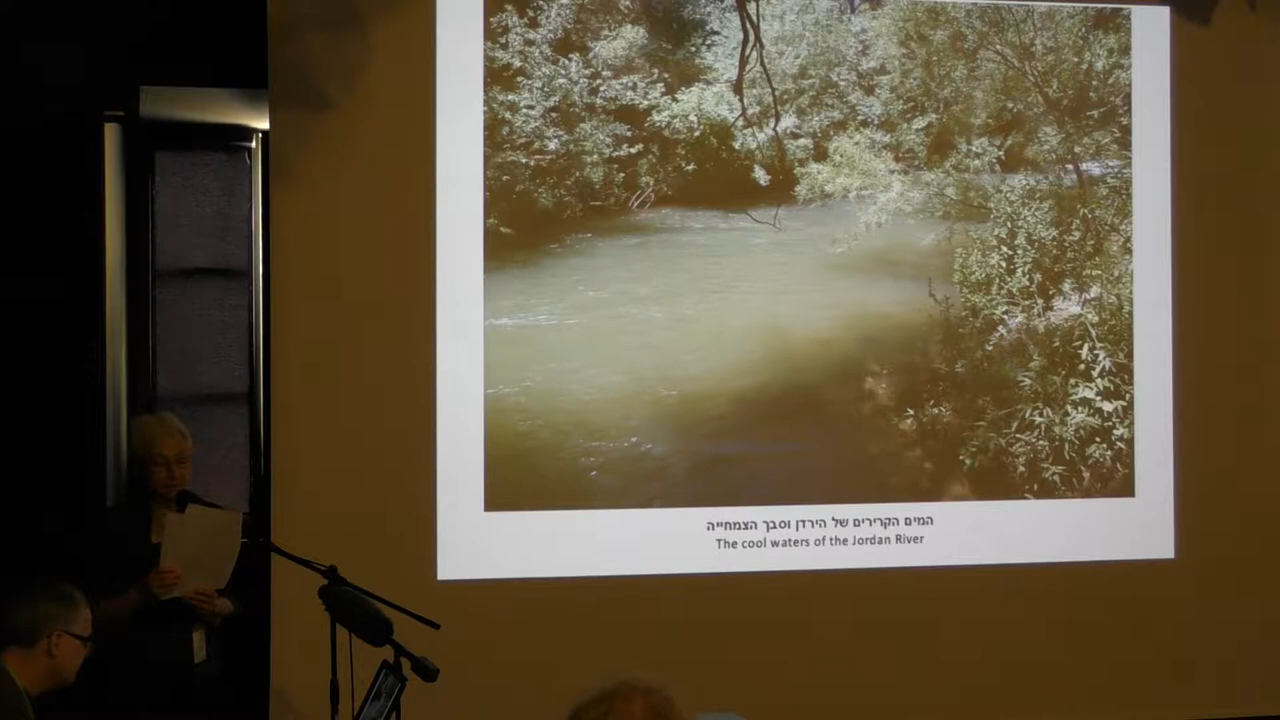 המים הקרירים של הירדן וסבך הצמחייה
The cool waters of the Jordan River